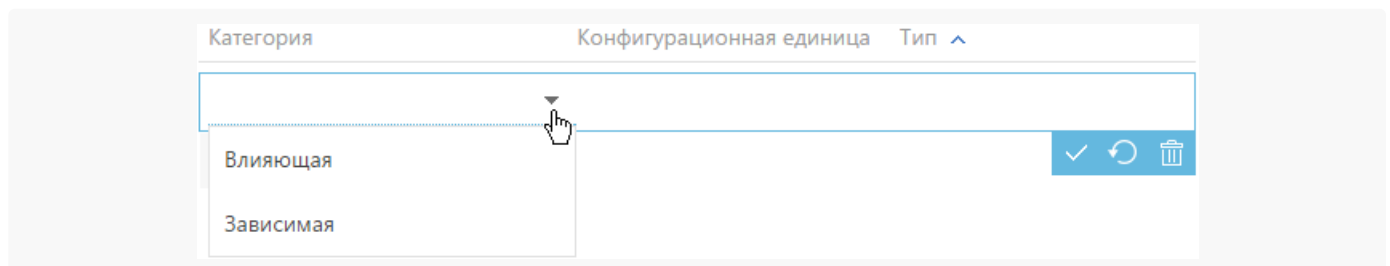 Категория Конфигурационная единица Тип
Влияющая
Зависимая